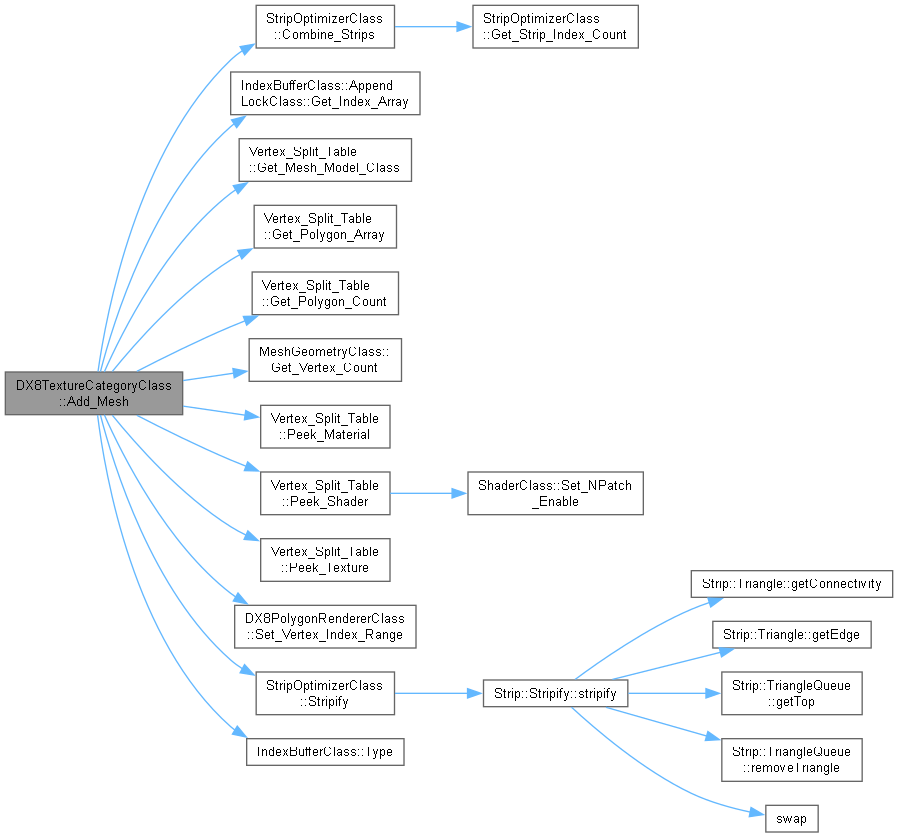 StripOptimizerClass
::Combine_Strips
StripOptimizerClass
::Get_Strip_Index_Count
IndexBufferClass::Append
LockClass::Get_Index_Array
Vertex_Split_Table
::Get_Mesh_Model_Class
Vertex_Split_Table
::Get_Polygon_Array
Vertex_Split_Table
::Get_Polygon_Count
MeshGeometryClass::
Get_Vertex_Count
DX8TextureCategoryClass
::Add_Mesh
Vertex_Split_Table
::Peek_Material
Vertex_Split_Table
::Peek_Shader
ShaderClass::Set_NPatch
_Enable
Vertex_Split_Table
::Peek_Texture
DX8PolygonRendererClass
::Set_Vertex_Index_Range
StripOptimizerClass
::Stripify
Strip::Stripify::stripify
Strip::Triangle::getConnectivity
Strip::Triangle::getEdge
Strip::TriangleQueue
::getTop
Strip::TriangleQueue
::removeTriangle
swap
IndexBufferClass::Type